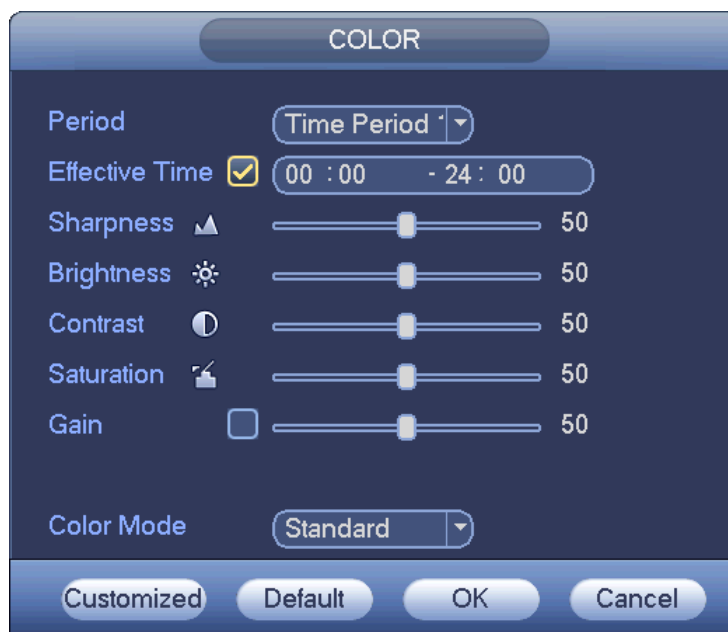 COLOR
Period Time Period
Effective Time 00 :00 - 24 : 00
Sharpness 50
Brightness 50
Contrast 50
Saturation 50
Gain 50
Color Mode Standard
Customized Default OK Cancel